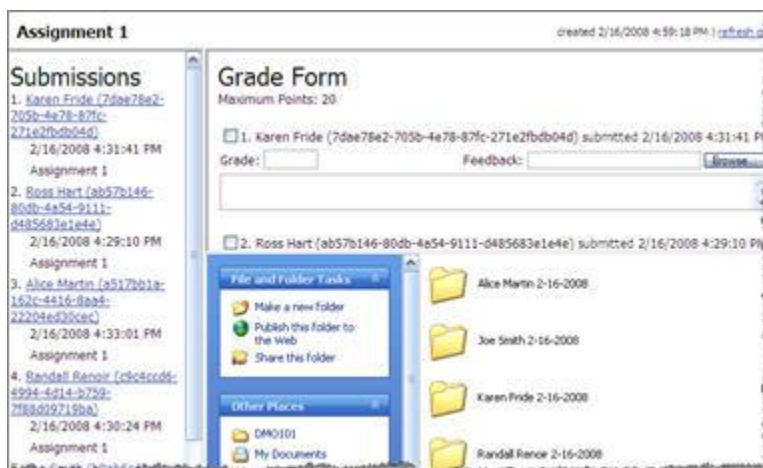 Assignment 1
created 2/16/2008 4:59:18 PM | refresh
Submissions
1. Karen Fride (7dae78e2-
705b-4e78-87fc-
271e2fbdb04d)
2/16/2008 4:31:41 PM
Assignment 1
2. Ross Hart (ab57b146-
80db-4a54-9111-
d485683e1e4e)
2/16/2008 4:29:10 PM
Assignment 1
3. Alice Martin (a517bb1a-
162c-4416-8aa4-
22204ed30cec)
2/16/2008 4:33:01 PM
Assignment 1
4. Randall Renoir (c9c4ccd6-
4994-4d14-b759-
7f88d09719ba)
2/16/2008 4:30:24 PM
Assignment 1
Grade Form
Maximum Points: 20
1. Karen Fride (7dae78e2-705b-4e78-87fc-271e2fbdb04d) submitted 2/16/2008 4:31:41 PM
Grade: Feedback: Browse...
2. Ross Hart (ab57b146-80db-4a54-9111-d485683e1e4e) submitted 2/16/2008 4:29:10 PM
File and Folder Tasks
Make a new folder
Publish this folder to
the Web
Share this folder
Other Places
DMO101
My Documents
Alice Martin 2-16-2008
Joe Smith 2-16-2008
Karen Fride 2-16-2008
Randall Renoir 2-16-2008